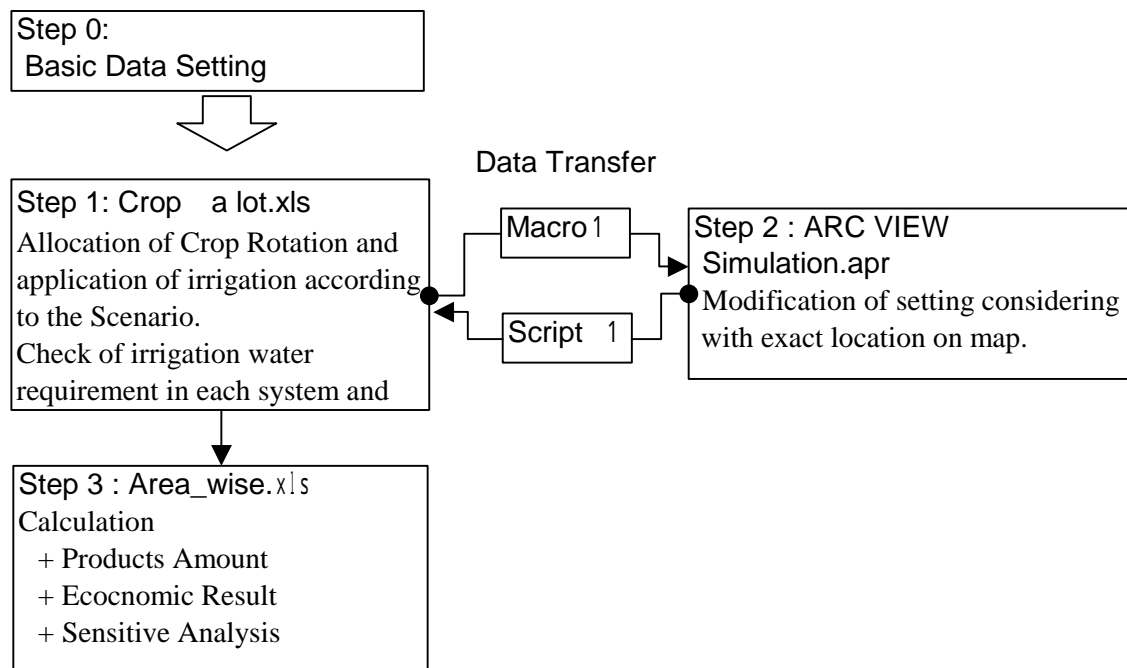 Step 0:
Basic Data Setting
Data Transfer
Step 1: Crop a lot.xls
Allocation of Crop Rotation and
application of irrigation according
to the Scenario.
Check of irrigation water
requirement in each system and
Macro 1
Script 1
Step 2 : ARC VIEW
Simulation.apr
Modification of setting considering
with exact location on map.
Step 3 : Area_wise.xls
Calculation
+ Products Amount
+ Ecocnomic Result
+ Sensitive Analysis